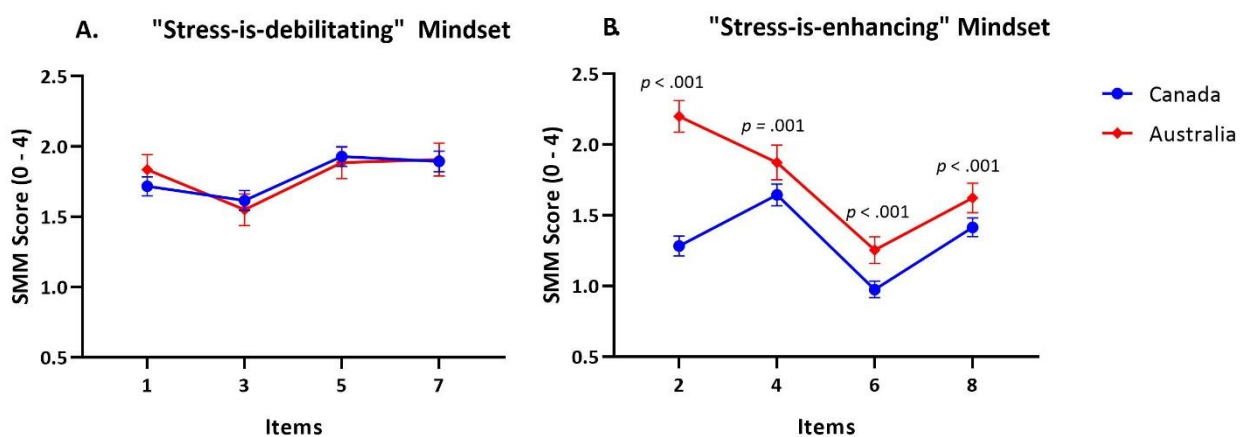 A. "Stress-is-debilitating" Mindset
SMM Score (0 - 4)
2.5
2.0
1.5
1.0
0.5
1 3 5 7
Items
B. "Stress-is-enhancing" Mindset
SMM Score (0 - 4)
2.5
2.0
1.5
1.0
0.5
p < .001
p = .001
p < .001
p < .001
2 4 6 8
Items
Canada
Australia